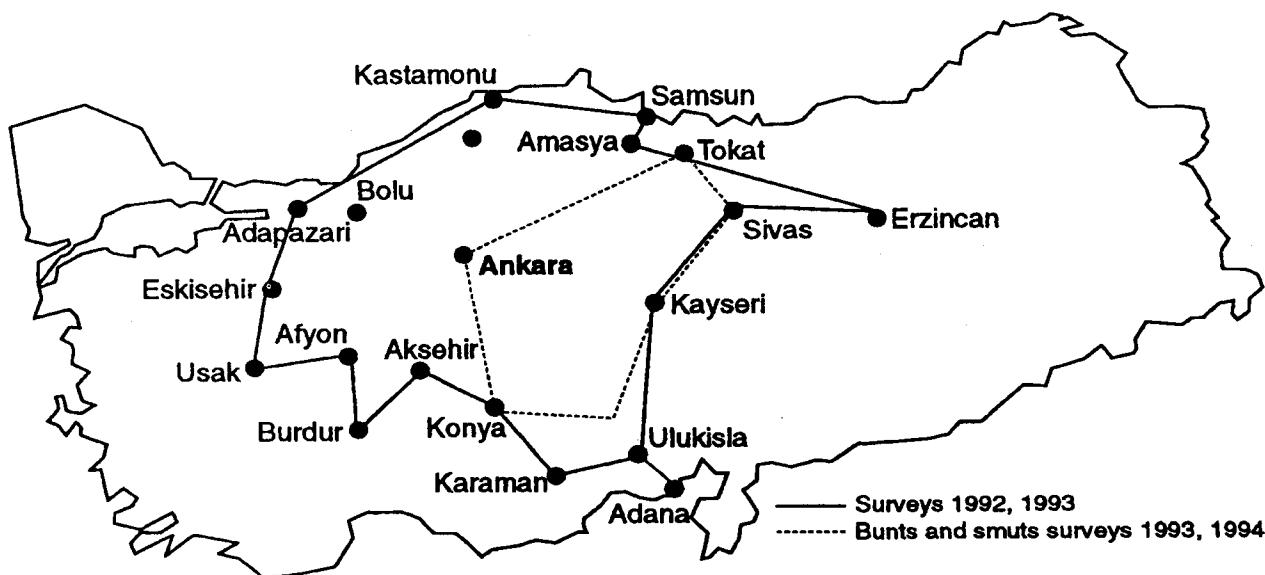 Kastamonu
Samsun
Amasya
Tokat
Bolu
Adapazari
Sivas
Erzincan
Ankara
Eskisehir
Kayseri
Afyon
Aksehir
Usak
Burdur
Konya
Ulukisla
Karaman
Adana
Surveys 1992, 1993
Bunts and smuts surveys 1993, 1994